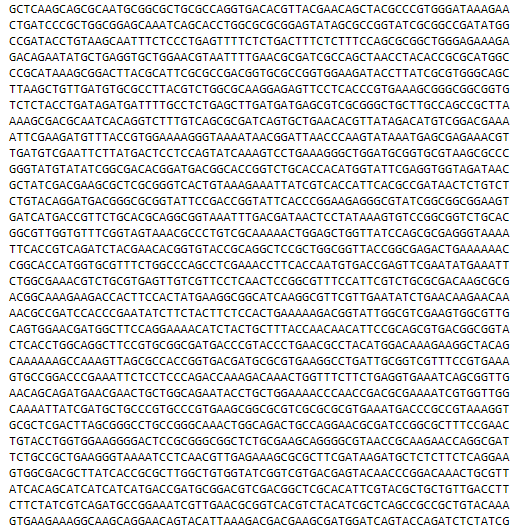 GCTCAAGCAGCGCAATGCGGCGCTGCGCCAGGTGACACGTTACGAACAGCTACGCCCGTGGGATAAAGAA
CTGATCCCGCTGGCGGAGCAAATCAGCACCTGGCGCGCGGAGTATAGCGCCGGTATCGCGGCCGATATGG
CCGATACCTGTAAGCAATTTCTCCCTGAGTTTTCTCTGACTTTCTCTTTCCAGCGCGGCTGGGAGAAAGA
GACAGAATATGCTGAGGTGCTGGAACGTAATTTTGAACGCGATCGCCAGCTAACCTACACCGCGCATGGC
CCGCATAAAGCGGACTTACGCATTCGCGCCGACGGTGCGCCGGTGGAAGATACCTTATCGCGTGGGCAGC
TTAAGCTGTTGATGTGCGCCTTACGTCTGGCGCAAGGAGAGTTCCTCACCCGTGAAAGCGGGCGGCGGTG
TCTCTACCTGATAGATGATTTTGCCTCTGAGCTTGATGATGAGCGTCGCGGGCTGCTTGCCAGCCGCTTA
AAAGCGACGCAATCACAGGTCTTTGTCAGCGCGATCAGTGCTGAACACGTTATAGACATGTCGGACGAAA
ATTCGAAGATGTTTACCGTGGAAAAGGGTAAAATAACGGATTAACCCAAGTATAAATGAGCGAGAAACGT
TGATGTCGAATTCTTATGACTCCTCCAGTATCAAAGTCCTGAAAGGGCTGGATGCGGTGCGTAAGCGCCC
GGGTATGTATATCGGCGACACGGATGACGGCACCGGTCTGCACCACATGGTATTCGAGGTGGTAGATAAC
GCTATCGACGAAGCGCTCGCGGGTCACTGTAAAGAAATTATCGTCACCATTCACGCCGATAACTCTGTCT
CTGTACAGGATGACGGGCGCGGTATTCCGACCGGTATTCACCCGGAAGAGGGCGTATCGGCGGCGGAAGT
GATCATGACCGTTCTGCACGCAGGCGGTAAATTTGACGATAACTCCTATAAAGTGTCCGGCGGTCTGCAC
GGCGTTGGTGTTTCGGTAGTAAACGCCCTGTCGCAAAAACTGGAGCTGGTTATCCAGCGCGAGGGTAAAA
TTCACCGTCAGATCTACGAACACGGTGTACCGCAGGCTCCGCTGGCGGTTACCGGCGAGACTGAAAAAAC
CGGCACCATGGTGCGTTTCTGGCCCAGCCTCGAAACCTTCACCAATGTGACCGAGTTCGAATATGAAATT
CTGGCGAAACGTCTGCGTGAGTTGTCGTTCCTCAACTCCGGCGTTTCCATTCGTCTGCGCGACAAGCGCG
ACGGCAAAGAAGACCACTTCCACTATGAAGGCGGCATCAAGGCGTTCGTTGAATATCTGAACAAGAACAA
AACGCCGATCCACCCGAATATCTTCTACTTCTCCACTGAAAAAGACGGTATTGGCGTCGAAGTGGCGTTG
CAGTGGAACGATGGCTTCCAGGAAAACATCTACTGCTTTACCAACAACATTCCGCAGCGTGACGGCGGTA
CTCACCTGGCAGGCTTCCGTGCGGCGATGACCCGTACCCTGAACGCCTACATGGACAAAGAAGGCTACAG
CAAAAAAGCCAAAGTTAGCGCCACCGGTGACGATGCGCGTGAAGGCCTGATTGCGGTCGTTTCCGTGAAA
GTGCCGGACCCGAAATTCTCCTCCCAGACCAAAGACAAACTGGTTTCTTCTGAGGTGAAATCAGCGGTTG
AACAGCAGATGAACGAACTGCTGGCAGAATACCTGCTGGAAAACCCAACCGACGCGAAAATCGTGGTTGG
CAAAATTATCGATGCTGCCCGTGCCCGTGAAGCGGCGCGTCGCGCGCGTGAAATGACCCGCCGTAAAGGT
GCGCTCGACTTAGCGGGCCTGCCGGGCAAACTGGCAGACTGCCAGGAACGCGATCCGGCGCTTTCCGAAC
TGTACCTGGTGGAAGGGGACTCCGCGGGCGGCTCTGCGAAGCAGGGGCGTAACCGCAAGAACCAGGCGAT
TCTGCCGCTGAAGGGTAAAATCCTCAACGTTGAGAAAGCGCGCTTCGATAAGATGCTCTCTTCTCAGGAA
GTGGCGACGCTTATCACCGCGCTTGGCTGTGGTATCGGTCGTGACGAGTACAACCCGGACAAACTGCGTT
ATCACAGCATCATCATCATGACCGATGCGGACGTCGACGGCTCGCACATTCGTACGCTGCTGTTGACCTT
CTTCTATCGTCAGATGCCGGAAATCGTTGAACGCGGTCACGTCTACATCGCTCAGCCGCCGCTGTACAAA
GTGAAGAAAGGCAAGCAGGAACAGTACATTAAAGACGACGAAGCGATGGATCAGTACCAGATCTCTATCG